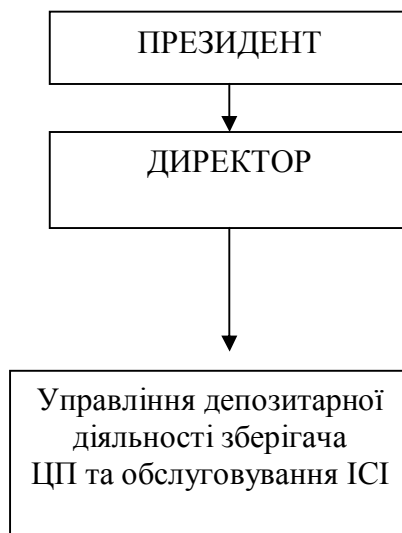 ПРЕЗИДЕНТ
ДИРЕКТОР
Управління депозитарної
діяльності зберігача
ЦП та обслуговування ІСІ